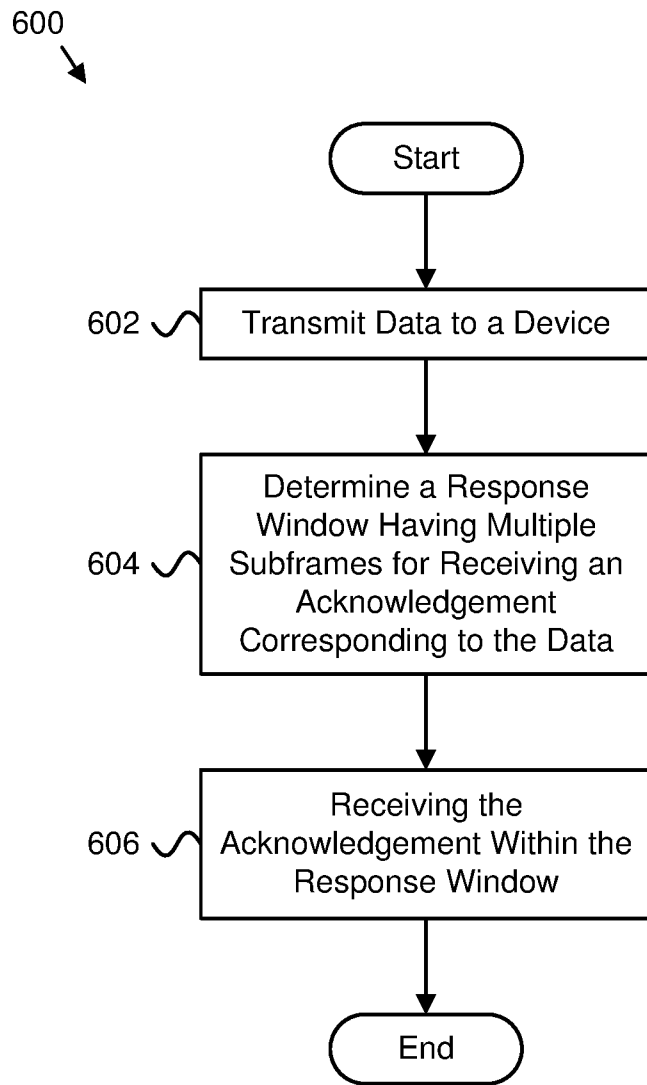 600
Start
602
Transmit Data to a Device
604
Determine a Response
Window Having Multiple
Subframes for Receiving an
Acknowledgement
Corresponding to the Data
606
Receiving the
Acknowledgement Within the
Response Window
End